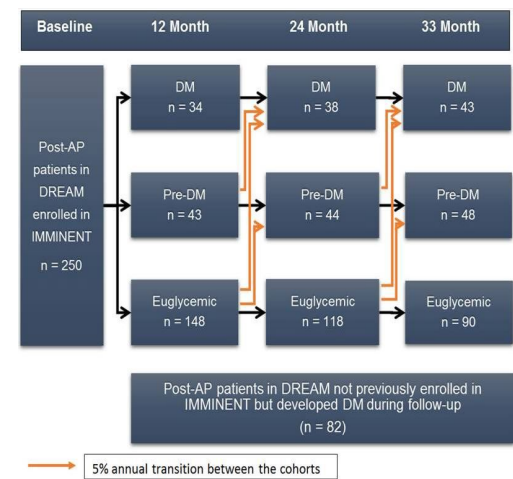 Baseline
12 Month
24 Month
33 Month
Post-AP
patients in
DREAM
enrolled in
IMMINENT
n = 250
DM
n = 34
DM
n = 38
DM
n = 43
Pre-DM
n = 43
Pre-DM
n = 44
Pre-DM
n = 48
Euglycemic
n = 148
Euglycemic
n = 118
Euglycemic
n = 90
Post-AP patients in DREAM not previously enrolled in
IMMINENT but developed DM during follow-up
(n = 82)
5% annual transition between the cohorts